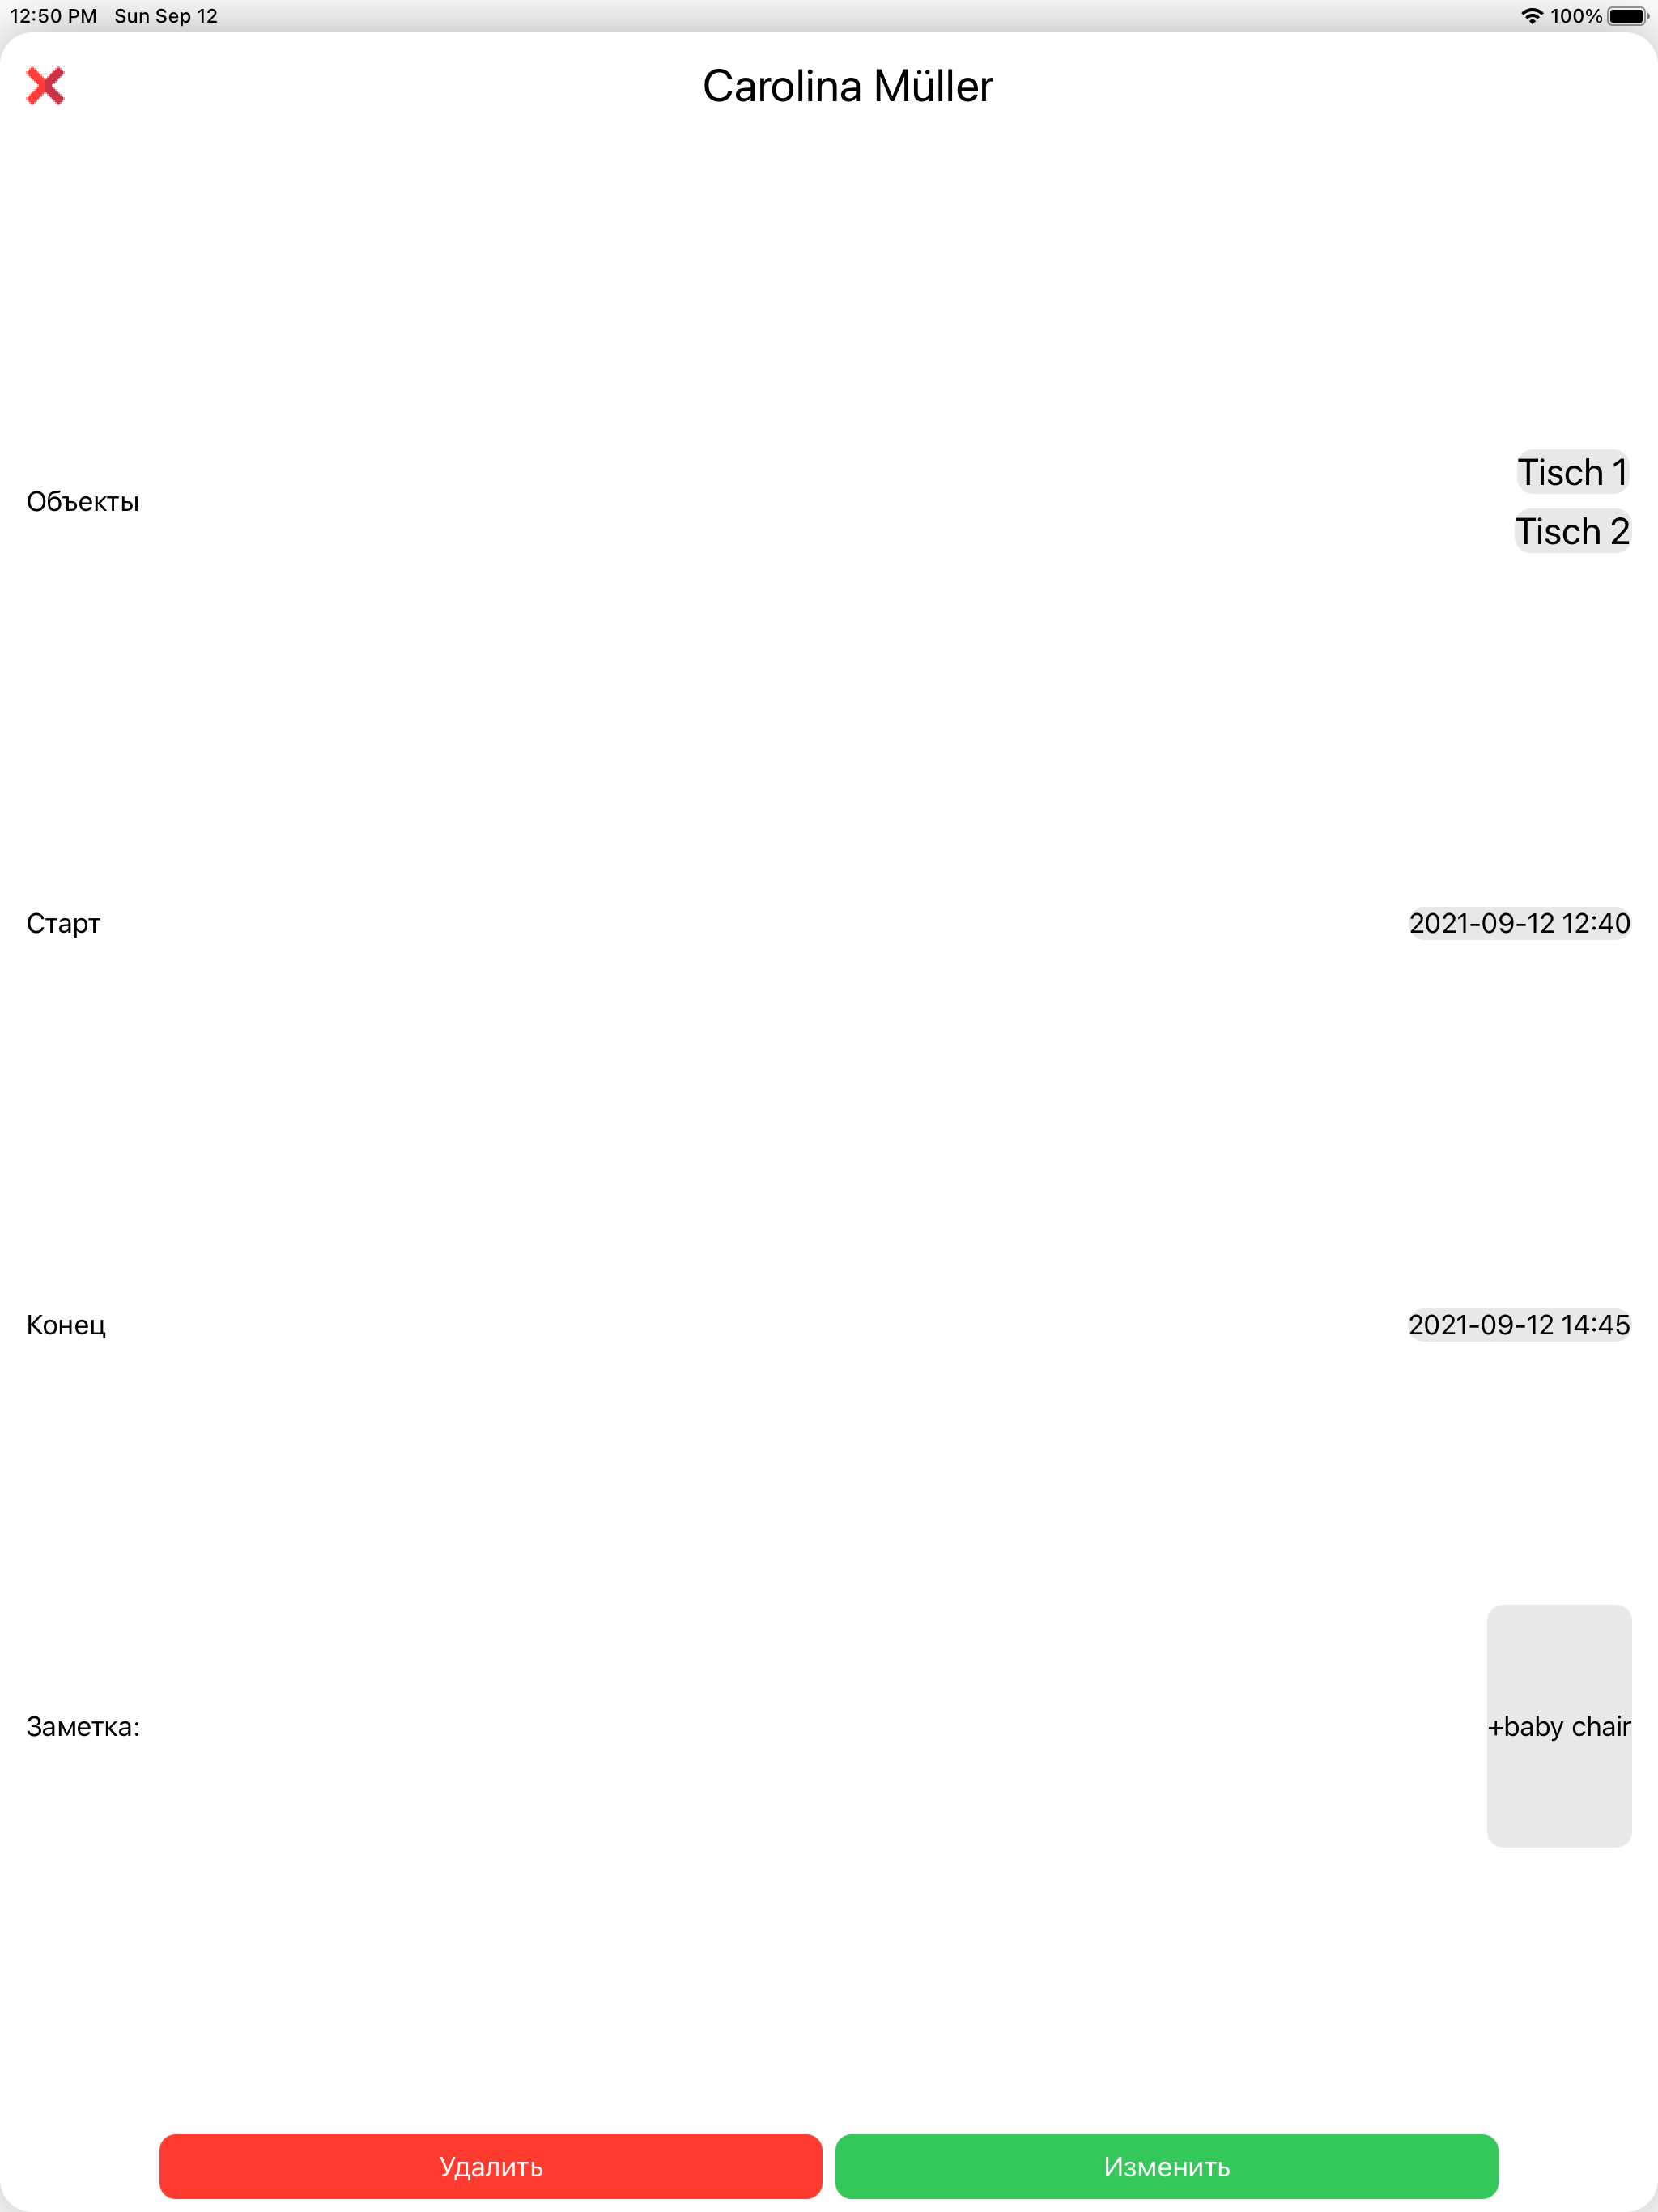 12:50 PM Sun Sep 12 100%
Carolina Müller
Объекты
Tisch 1
Tisch 2
Старт 2021-09-12 12:40
Конец 2021-09-12 14:45
Заметка: +baby chair
Удалить Изменить